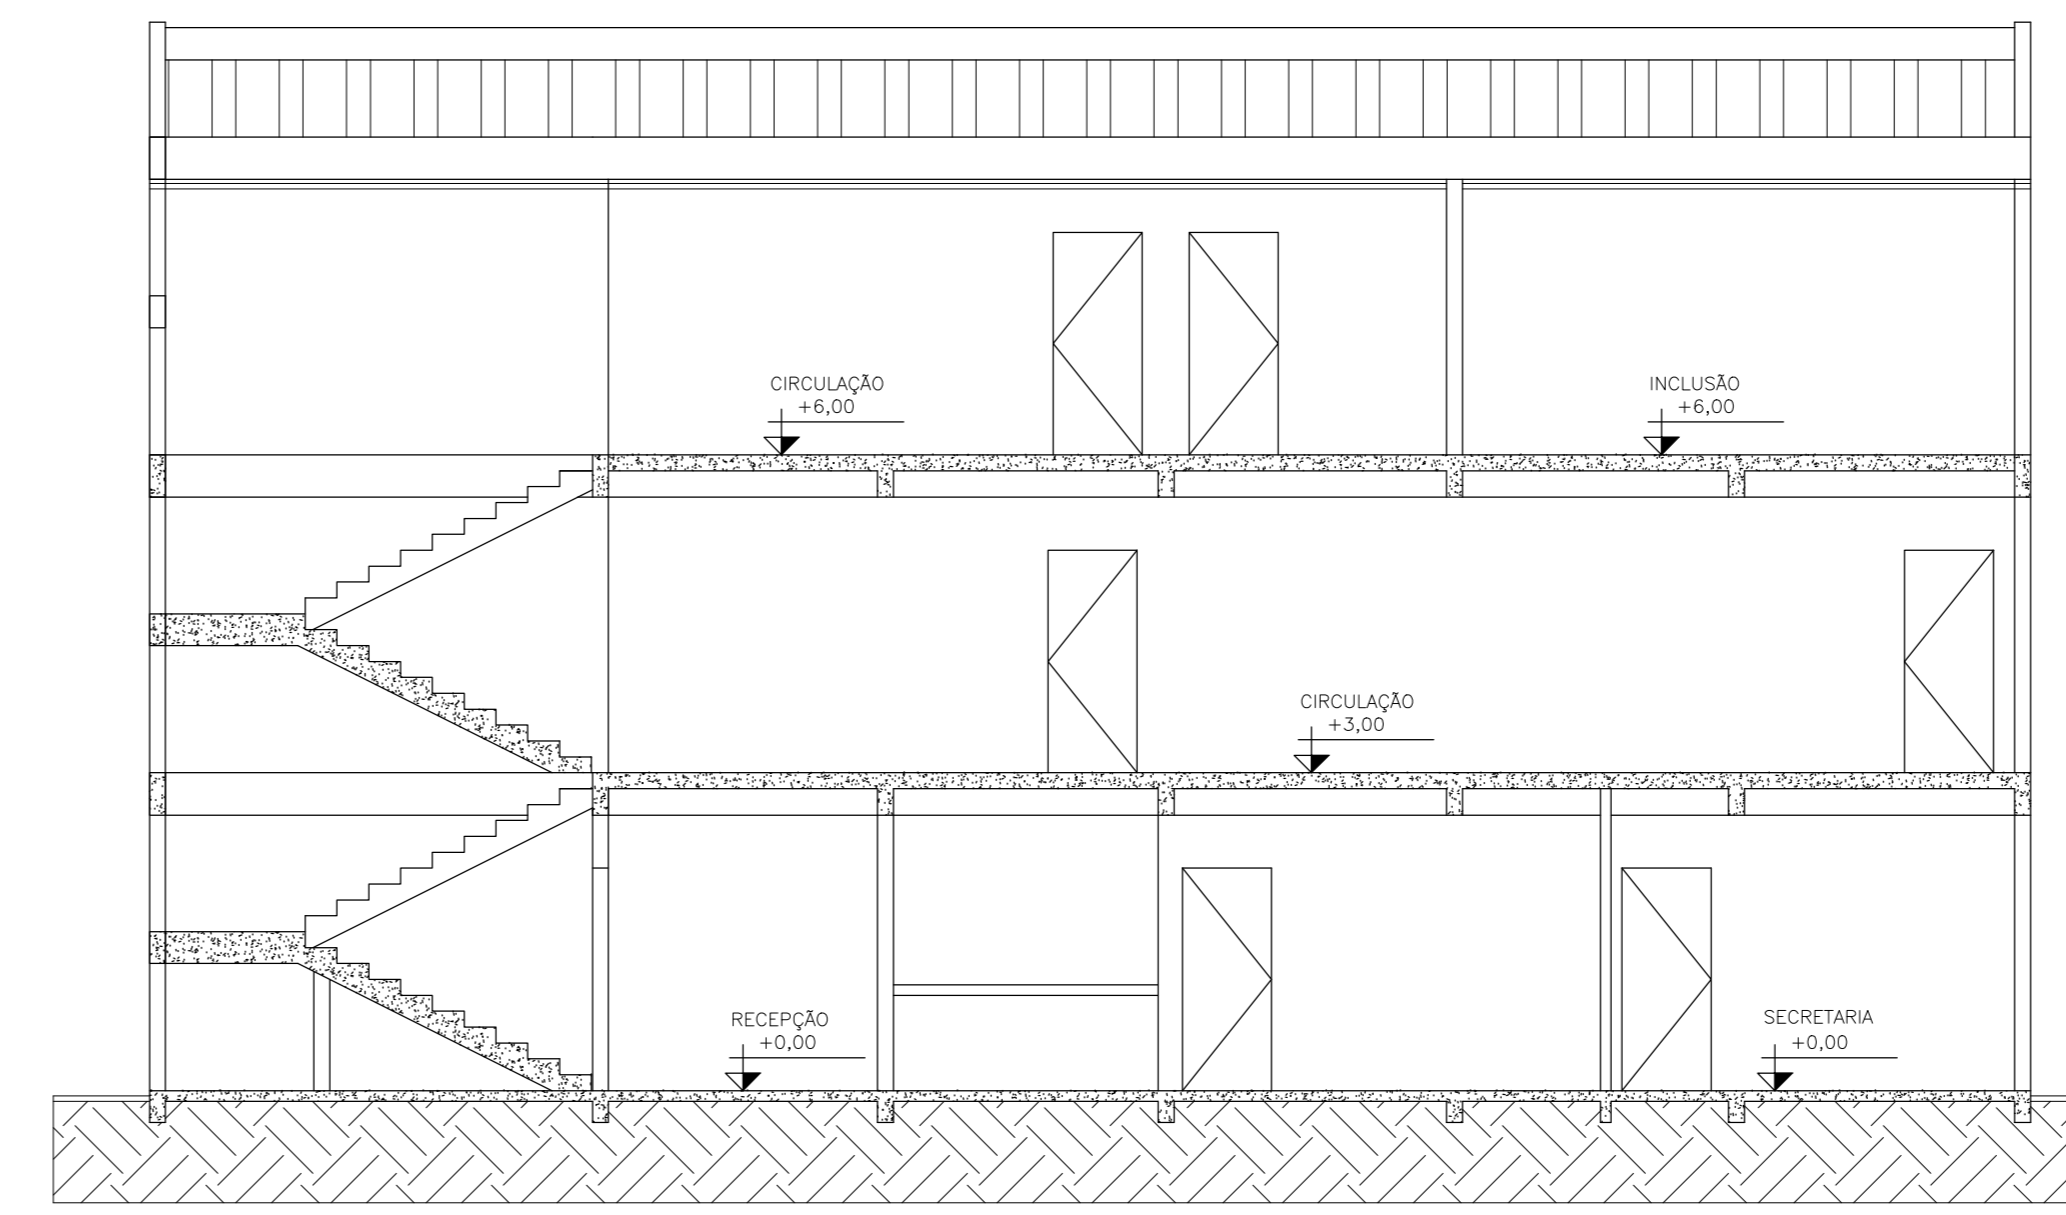 CIRCULAÇÃO
+6,00
INCLUSÃO
+6,00
CIRCULAÇÃO
+3,00
RECEPÇÃO
+0,00
SECRETARIA
+0,00